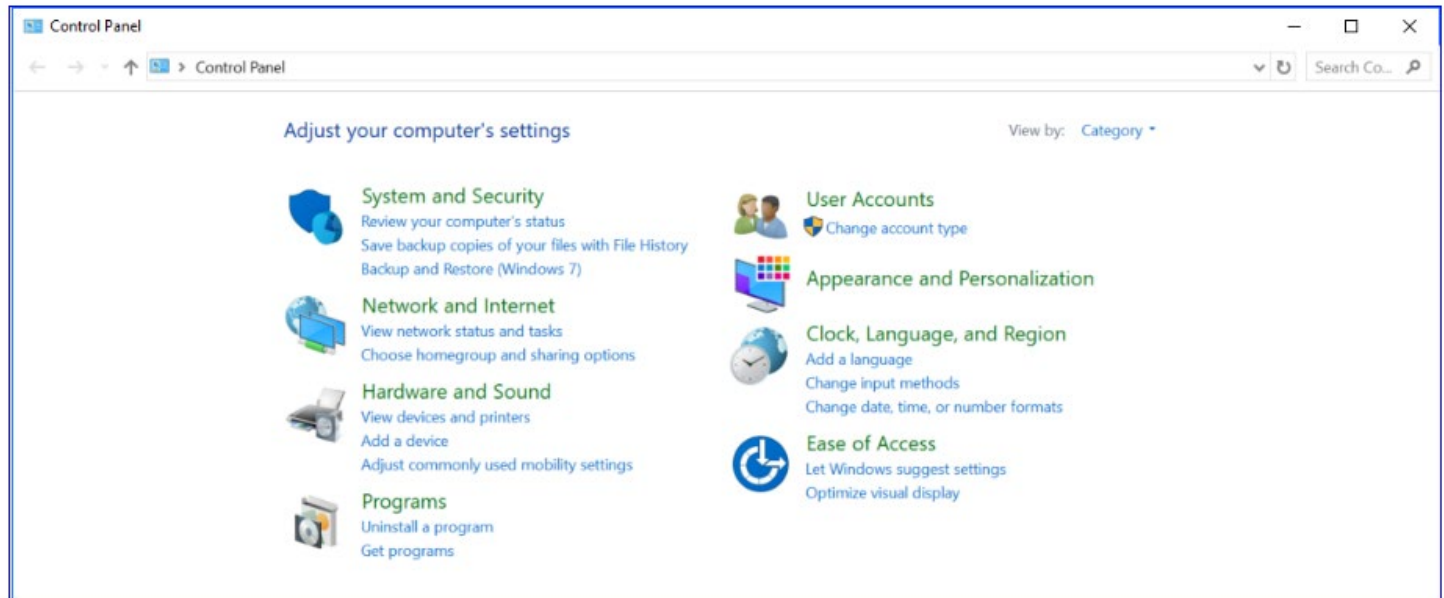 Control Panel
Control Panel
Search Co...
Adjust your computer's settings
View by: Category
System and Security
Review your computer's status
Save backup copies of your files with File History
Backup and Restore (Windows 7)
Network and Internet
View network status and tasks
Choose homegroup and sharing options
Hardware and Sound
View devices and printers
Add a device
Adjust commonly used mobility settings
Programs
Uninstall a program
Get programs
User Accounts
Change account type
Appearance and Personalization
Clock, Language, and Region
Add a language
Change input methods
Change date, time, or number formats
Ease of Access
Let Windows suggest settings
Optimize visual display